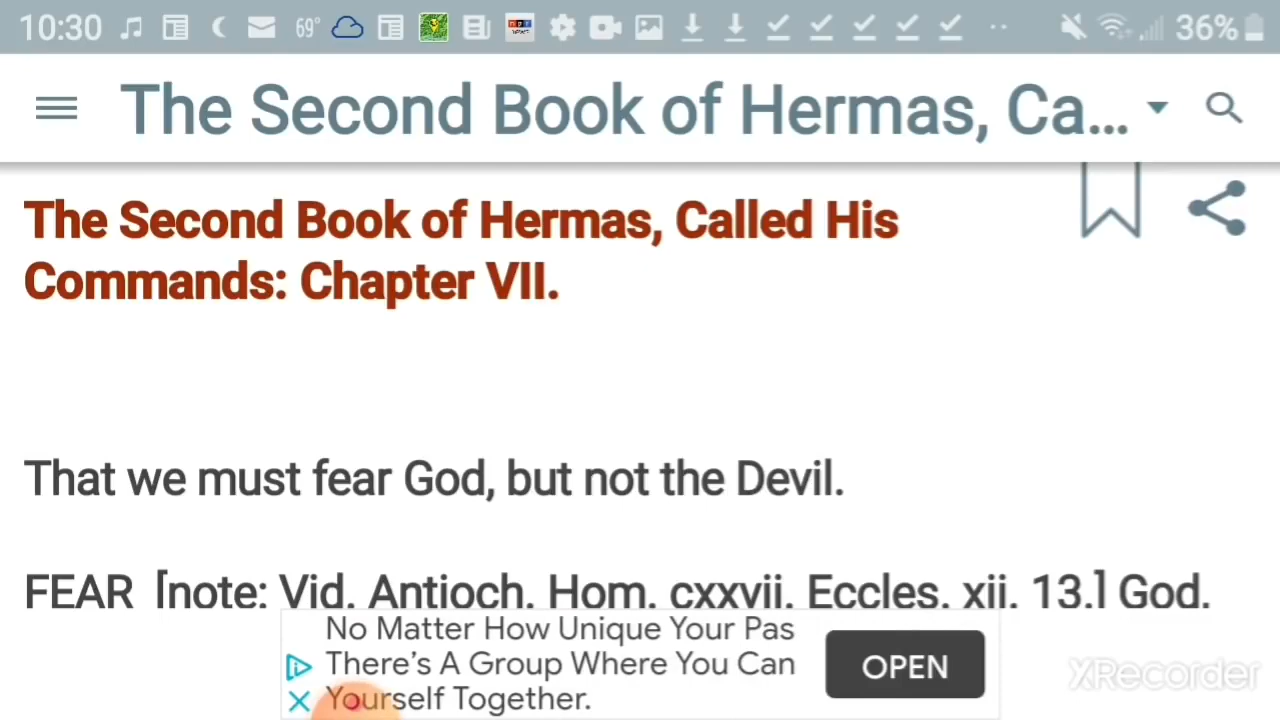 10:30 69° 36%
The Second Book of Hermas, Ca...
The Second Book of Hermas, Called His
Commands: Chapter VII.
That we must fear God, but not the Devil.
FEAR [note: Vid. Antioch. Hom. cxxvii. Eccles. xii. 13.] God,
No Matter How Unique Your Pas
There's A Group Where You Can
Yourself Together.
OPEN
XRecorder